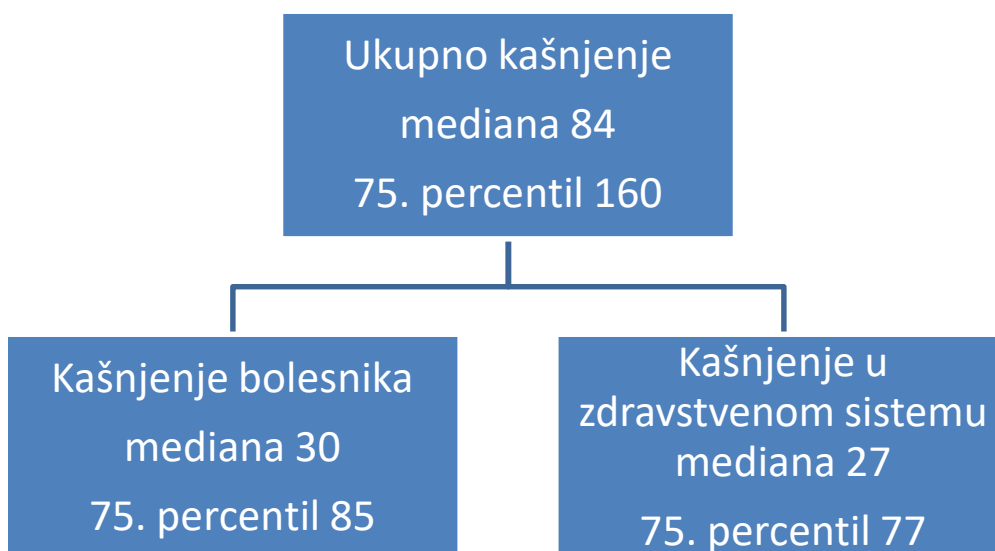 Ukupno kašnjenje
mediana 84
75. percentil 160
Kašnjenje bolesnika
mediana 30
75. percentil 85
Kašnjenje u
zdravstvenom sistemu
mediana 27
75. percentil 77